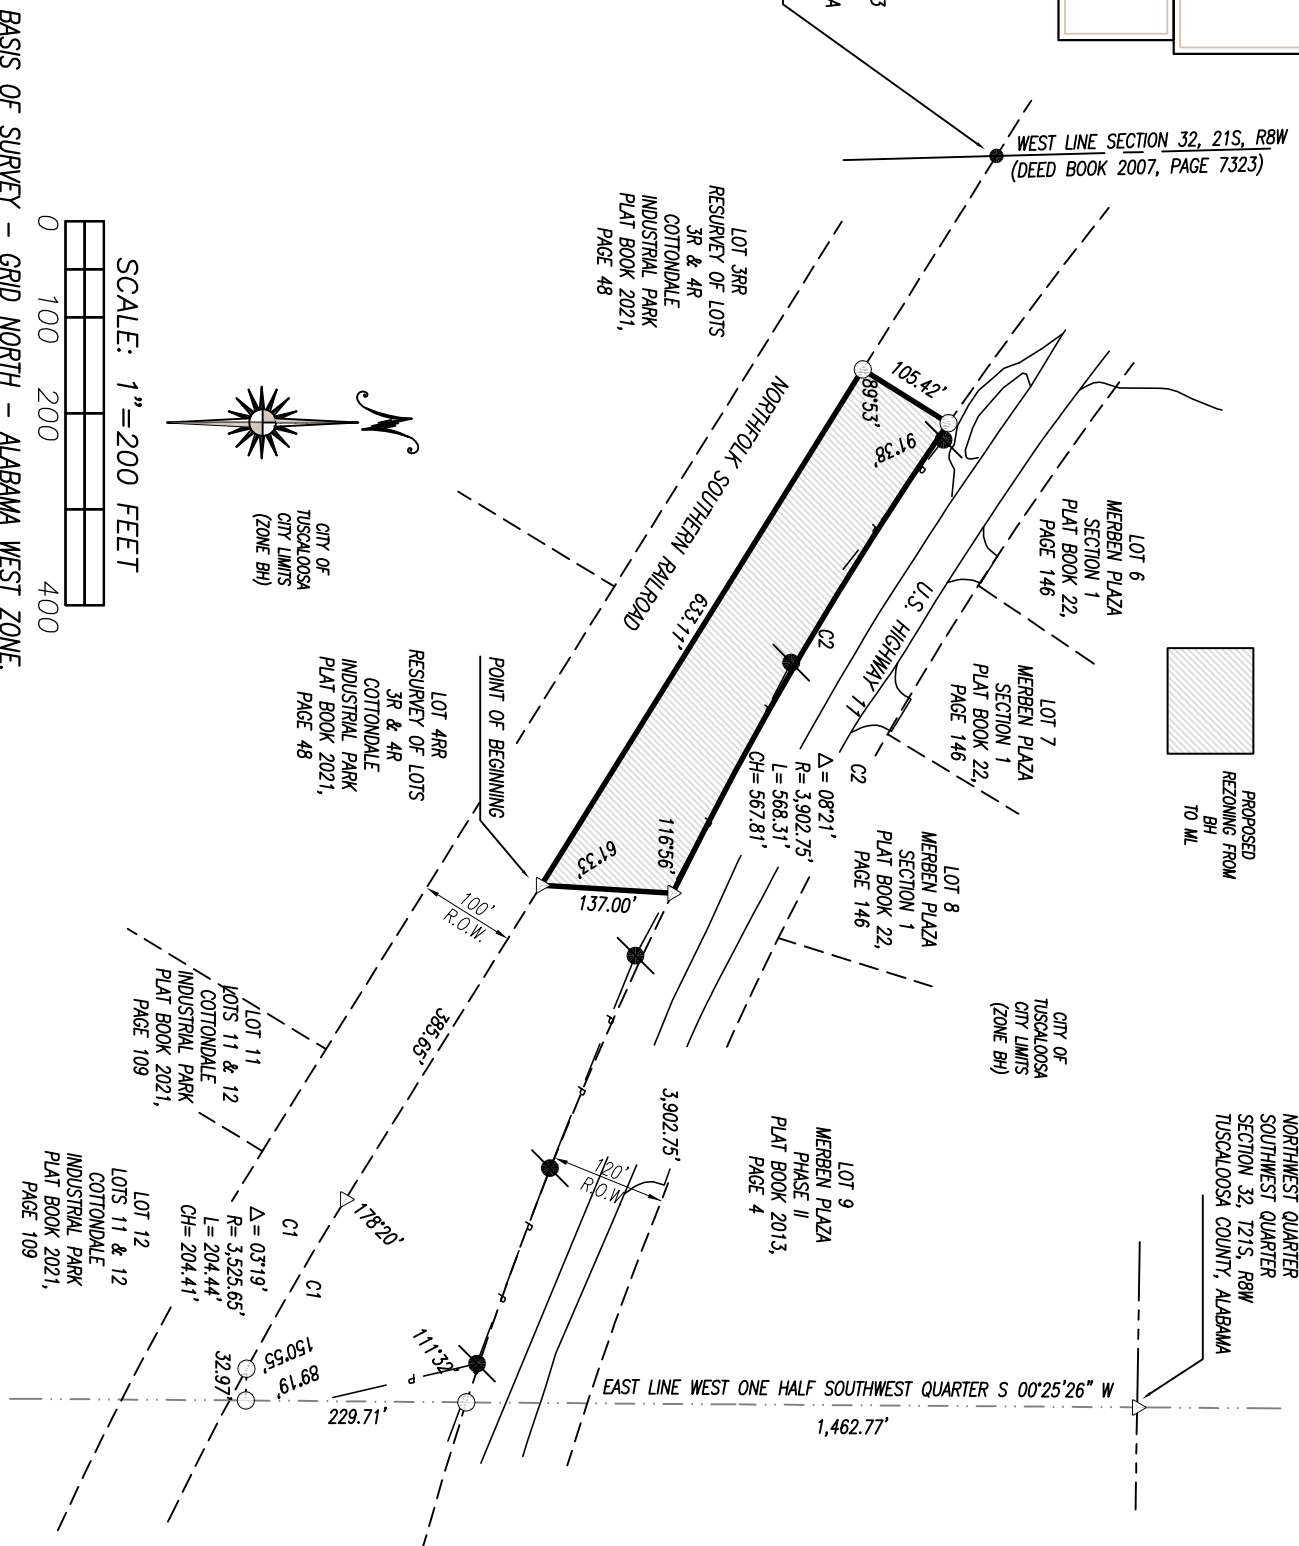 3
A
WEST LINE SECTION 32, 21S, R8W
(DEED BOOK 2007, PAGE 7323)
LOT 3RR
RESURVEY OF LOTS
3R & 4R
COTTONDALE
INDUSTRIAL PARK
PLAT BOOK 2021,
PAGE 48
105.42'
89°53'
91°38'
NORTHFOLK SOUTHERN RAILROAD
633.11'
C2
U.S. HIGHWAY 11
LOT 6
MERBEN PLAZA
SECTION 1
PLAT BOOK 22,
PAGE 146
LOT 7
MERBEN PLAZA
SECTION 1
PLAT BOOK 22,
PAGE 146
PROPOSED
REZONING FROM
BH
TO ML
C2
Δ= 08°21'
R= 3,902.75'
L= 568.31'
CH= 567.81'
LOT 8
MERBEN PLAZA
SECTION 1
PLAT BOOK 22,
PAGE 146
116°56'
61°33'
137.00'
POINT OF BEGINNING
LOT 4RR
RESURVEY OF LOTS
3R & 4R
COTTONDALE
INDUSTRIAL PARK
PLAT BOOK 2021,
PAGE 48
CITY OF
TUSCALOOSA
CITY LIMITS
(ZONE BH)
SCALE: 1"=200 FEET
0 100 200 400
BASIS OF SURVEY - GRID NORTH - ALABAMA WEST ZONE.
100'
R.O.W.
385.65'
LOT 11
LOTS 11 & 12
COTTONDALE
INDUSTRIAL PARK
PLAT BOOK 2021,
PAGE 109
LOT 12
LOTS 11 & 12
COTTONDALE
INDUSTRIAL PARK
PLAT BOOK 2021,
PAGE 109
CITY OF
TUSCALOOSA
CITY LIMITS
(ZONE BH)
3,902.75'
LOT 9
MERBEN PLAZA
PHASE II
PLAT BOOK 2013,
PAGE 4
120'
R.O.W
178°20'
C1
C1
Δ= 03°19'
R= 3,525.65'
L= 204.44'
CH= 204.41'
150°55'
89°19'
32.97'
111°32'
229.71'
EAST LINE WEST ONE HALF SOUTHWEST QUARTER S 00°25'26" W
1,462.77'
NORTHWEST QUARTER
SOUTHWEST QUARTER
SECTION 32, T21S, R8W
TUSCALOOSA COUNTY, ALABAMA